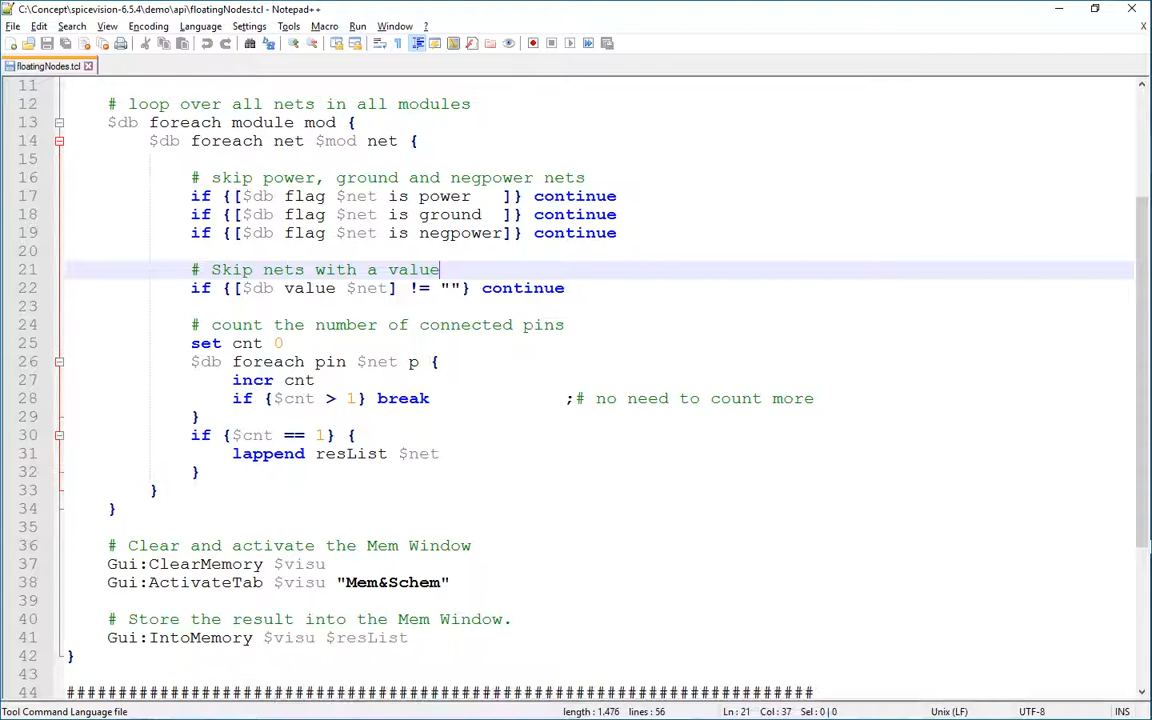 C:\Concept\spicevision-6.5.4\demo\api\floatingNodes.tcl - Notepad++
File Edit Search View Encoding Language Settings Tools Macro Run Window ?
X
floatingNodes.tcl
11
12 # loop over all nets in all modules
13 $db foreach module mod {
14 $db foreach net $mod net {
15
16 # skip power, ground and negpower nets
17 if {[$db flag $net is power   ]} continue
18 if {[$db flag $net is ground  ]} continue
19 if {[$db flag $net is negpower]} continue
20
21 # Skip nets with a value
22 if {[$db value $net] != ""} continue
23
24 # count the number of connected pins
25 set cnt 0
26 $db foreach pin $net p {
27 incr cnt
28 if {$cnt > 1} break ;# no need to count more
29 }
30 if {$cnt == 1} {
31 lappend resList $net
32 }
33 }
34 }
35
36 # Clear and activate the Mem Window
37 Gui:ClearMemory $visu
38 Gui:ActivateTab $visu "Mem&Schem"
39
40 # Store the result into the Mem Window.
41 Gui:IntoMemory $visu $resList
42 }
43
44 ########################################################################
Tool Command Language file length : 1.476 lines : 56 Ln : 21 Col : 37 Sel : 0 | 0 Unix (LF) UTF-8 INS